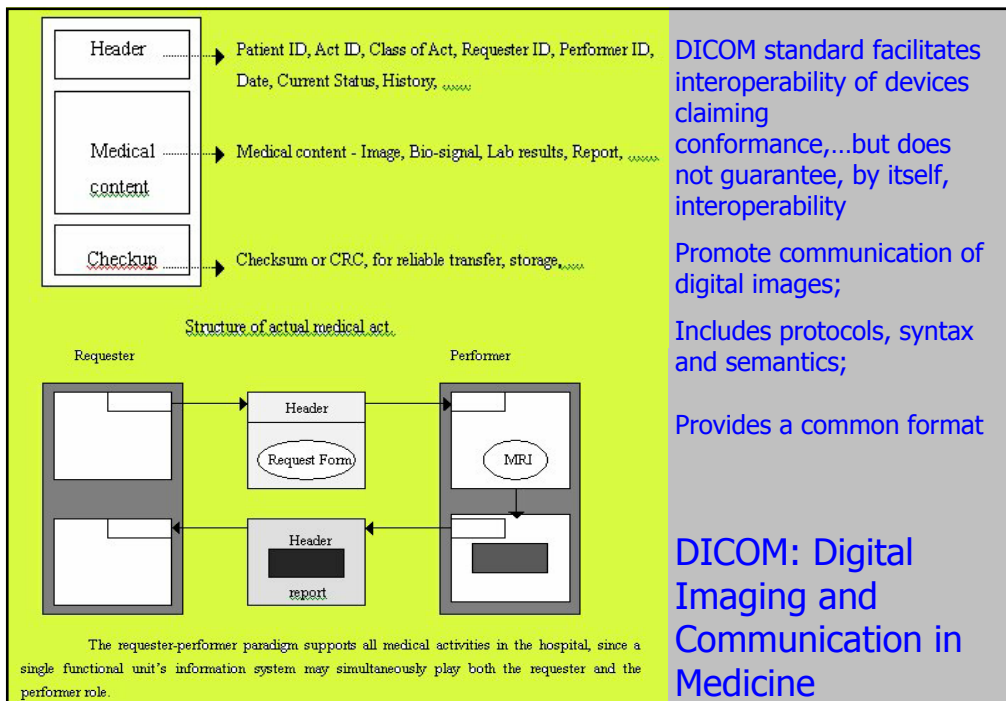 Header
Patient ID, Act ID, Class of Act, Requester ID, Performer ID,
Date, Current Status, History, ......
Medical
content
Medical content - Image, Bio-signal, Lab results, Report, ......
Checkup
Checksum or CRC, for reliable transfer, storage,.....
Structure of actual medical act.
Requester
Performer
Header
Request Form
MRI
Header
report
The requester-performer paradigm supports all medical activities in the hospital, since a
single functional unit's information system may simultaneously play both the requester and the
performer role.
DICOM standard facilitates
interoperability of devices
claiming
conformance,...but does
not guarantee, by itself,
interoperability
Promote communication of
digital images;
Includes protocols, syntax
and semantics;
Provides a common format
DICOM: Digital
Imaging and
Communication in
Medicine